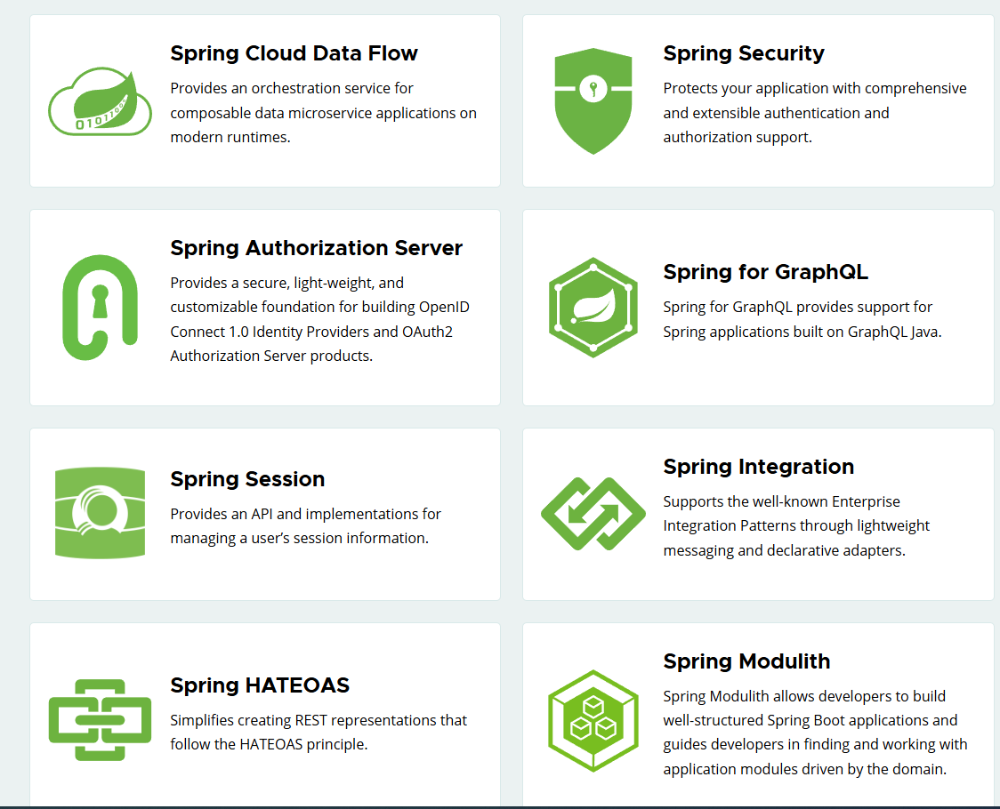 Spring Cloud Data Flow
Provides an orchestration service for
composable data microservice applications on
modern runtimes.
Spring Security
Protects your application with comprehensive
and extensible authentication and
authorization support.
Spring Authorization Server
Provides a secure, light-weight, and
customizable foundation for building OpenID
Connect 1.0 Identity Providers and OAuth2
Authorization Server products.
Spring for GraphQL
Spring for GraphQL provides support for
Spring applications built on GraphQL Java.
Spring Session
Provides an API and implementations for
managing a user’s session information.
Spring Integration
Supports the well-known Enterprise
Integration Patterns through lightweight
messaging and declarative adapters.
Spring HATEOAS
Simplifies creating REST representations that
follow the HATEOAS principle.
Spring Modulith
Spring Modulith allows developers to build
well-structured Spring Boot applications and
guides developers in finding and working with
application modules driven by the domain.